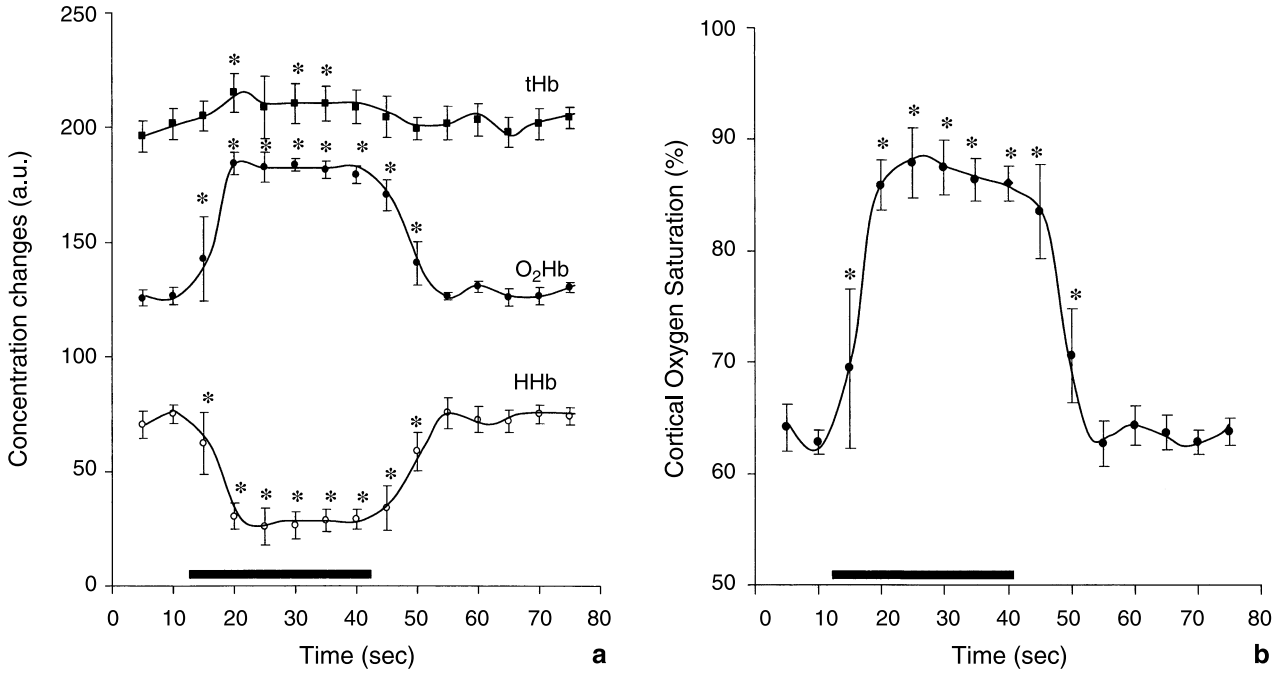 Concentration changes (a.u.)
250
200
150
100
50
0
tHb
O₂Hb
HHb
* * *
* * * * * * * *
* * * * * * * *
0 10 20 30 40 50 60 70 80
Time (sec)
a
Cortical Oxygen Saturation (%)
100
90
80
70
60
50
* * * * * * * *
0 10 20 30 40 50 60 70 80
Time (sec)
b